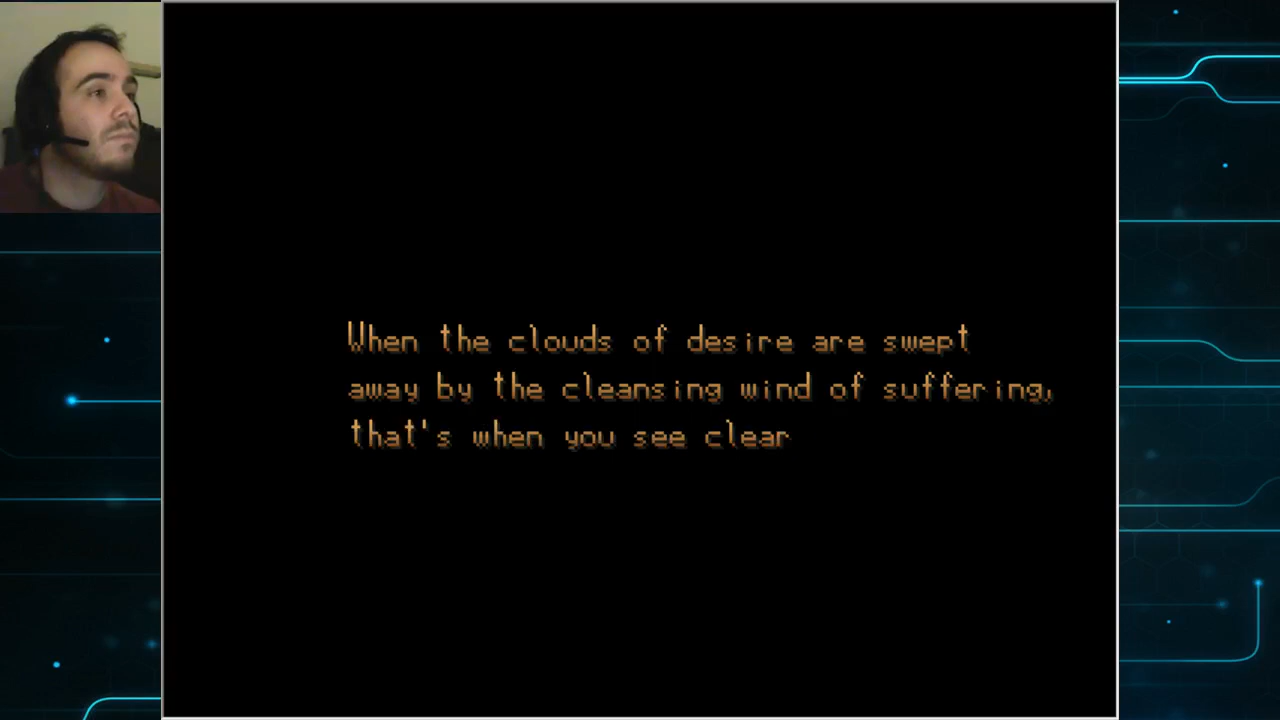 When the clouds of desire are swept
away by the cleansing wind of suffering,
that's when you see clear